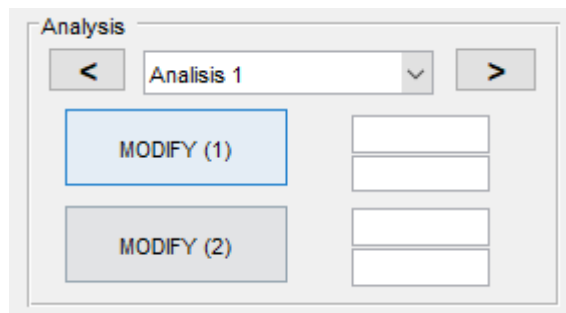 Analysis
< Analisis 1 >
MODIFY (1)
MODIFY (2)